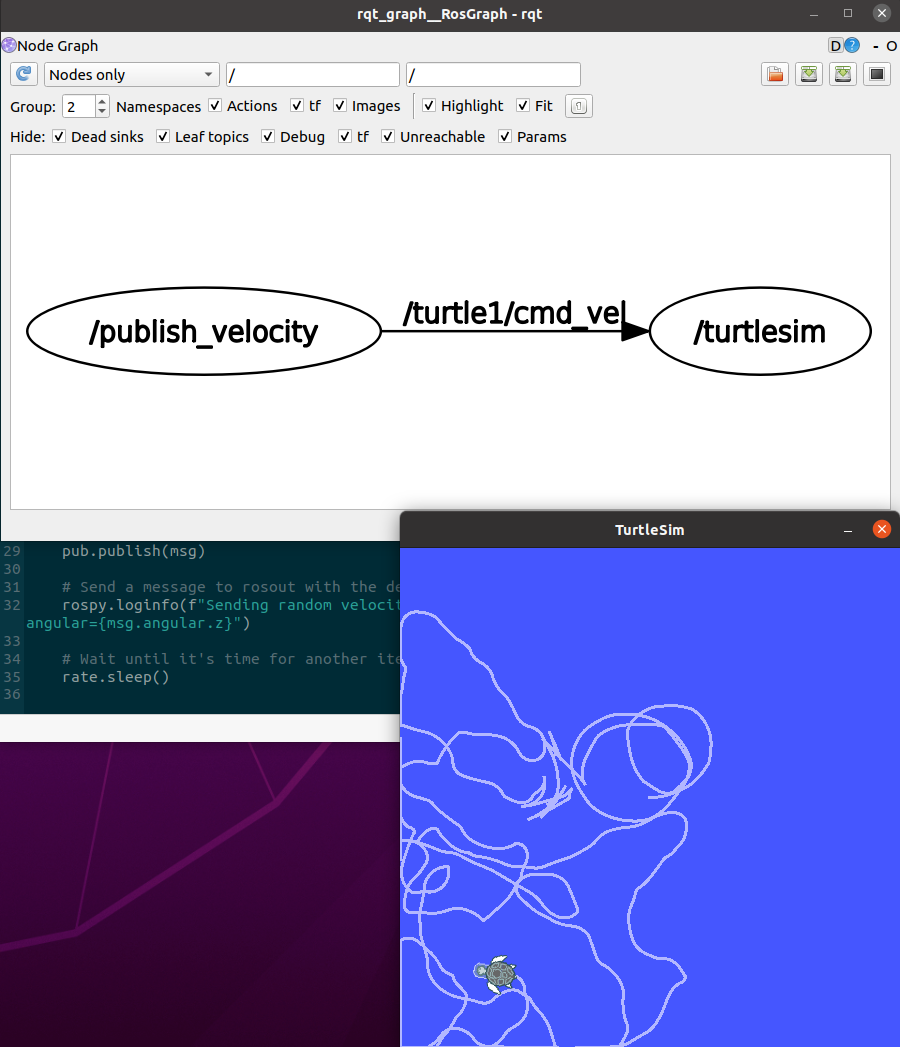 rqt_graph__RosGraph - rqt
Node Graph D ? - O
Nodes only / /
Group: 2 Namespaces Actions tf Images Highlight Fit
Hide: Dead sinks Leaf topics Debug tf Unreachable Params
/publish_velocity /turtle1/cmd_vel /turtlesim
TurtleSim
29 pub.publish(msg)
30
31 # Send a message to rosout with the de
32 rospy.loginfo(f"Sending random velocit
angular={msg.angular.z}")
33
34 # Wait until it's time for another ite
35 rate.sleep()
36